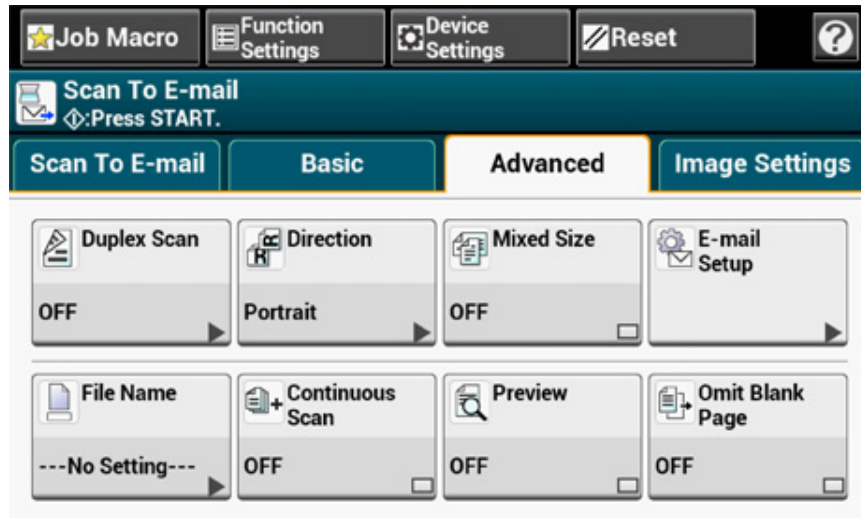 Job Macro
Function
Settings
Device
Settings
Reset
?
Scan To E-mail
:Press START.
Scan To E-mail
Basic
Advanced
Image Settings
Duplex Scan
OFF
Direction
Portrait
Mixed Size
OFF
E-mail
Setup
File Name
---No Setting---
Continuous
Scan
OFF
Preview
OFF
Omit Blank
Page
OFF